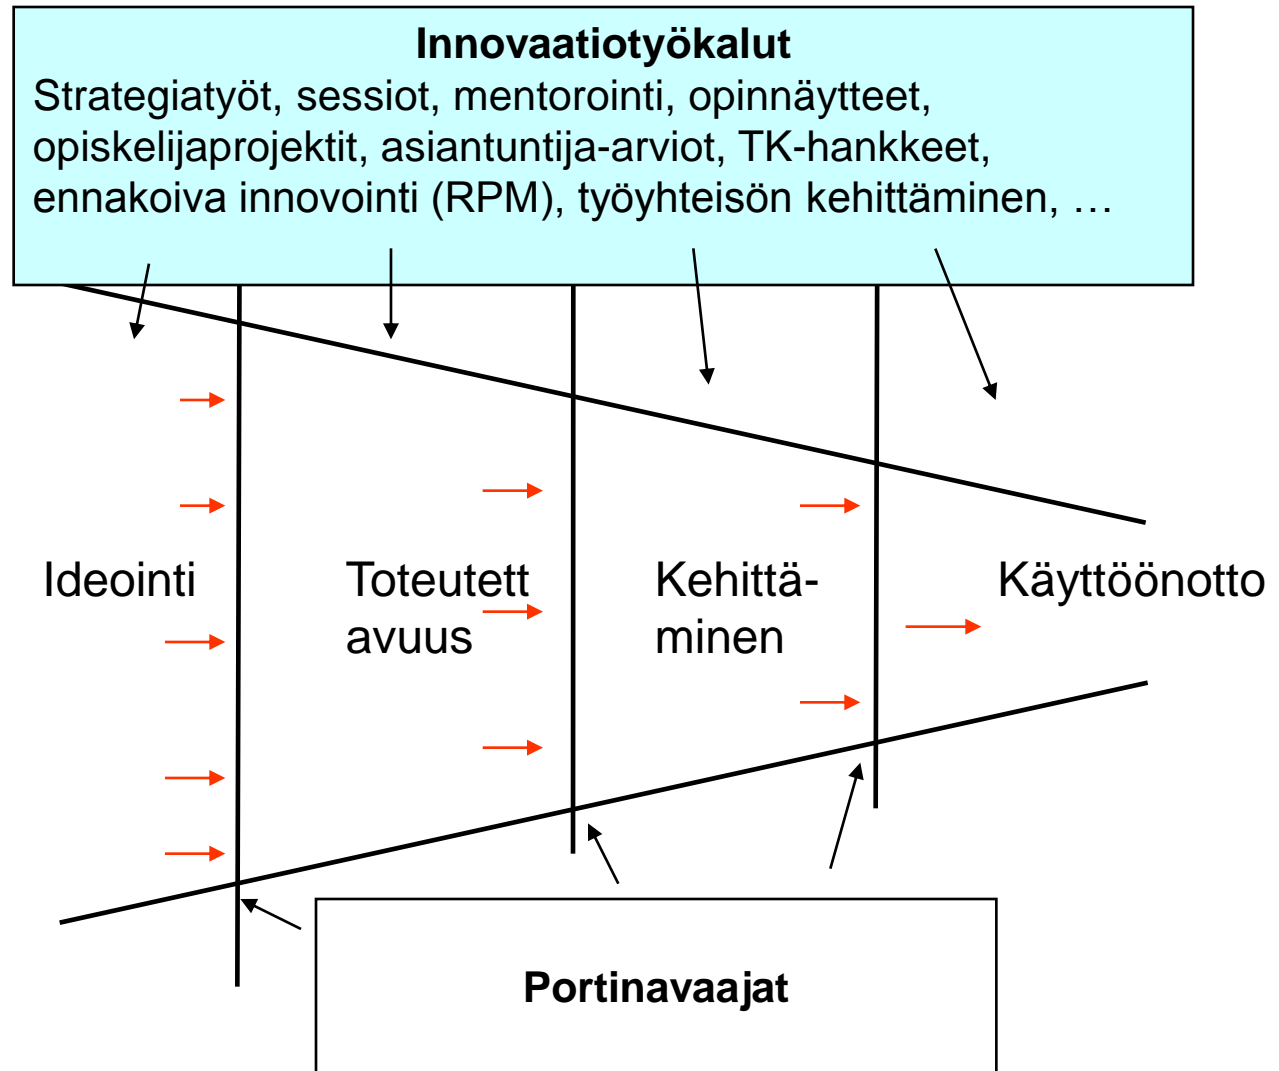 Innovaatiotyökalut
Strategiatyöt, sessiot, mentorointi, opinnäytteet,
opiskelijaprojektit, asiantuntija-arviot, TK-hankkeet,
ennakoiva innovointi (RPM), työyhteisön kehittäminen, …
Ideointi
Toteutett
avuus
Kehittä-
minen
Käyttöönotto
Portinavaajat